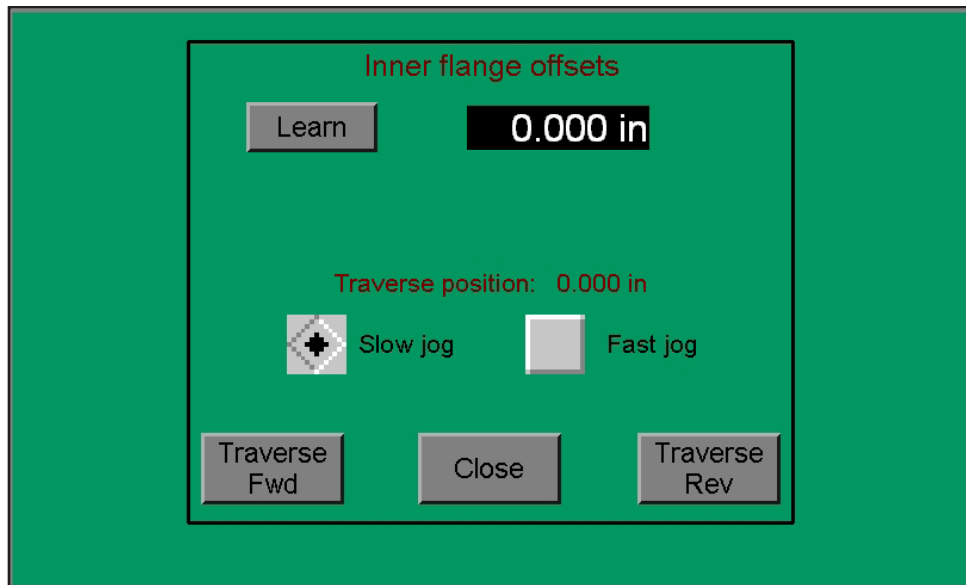 Inner flange offsets
Learn
0.000 in
Traverse position: 0.000 in
Slow jog
Fast jog
Traverse
Fwd
Close
Traverse
Rev